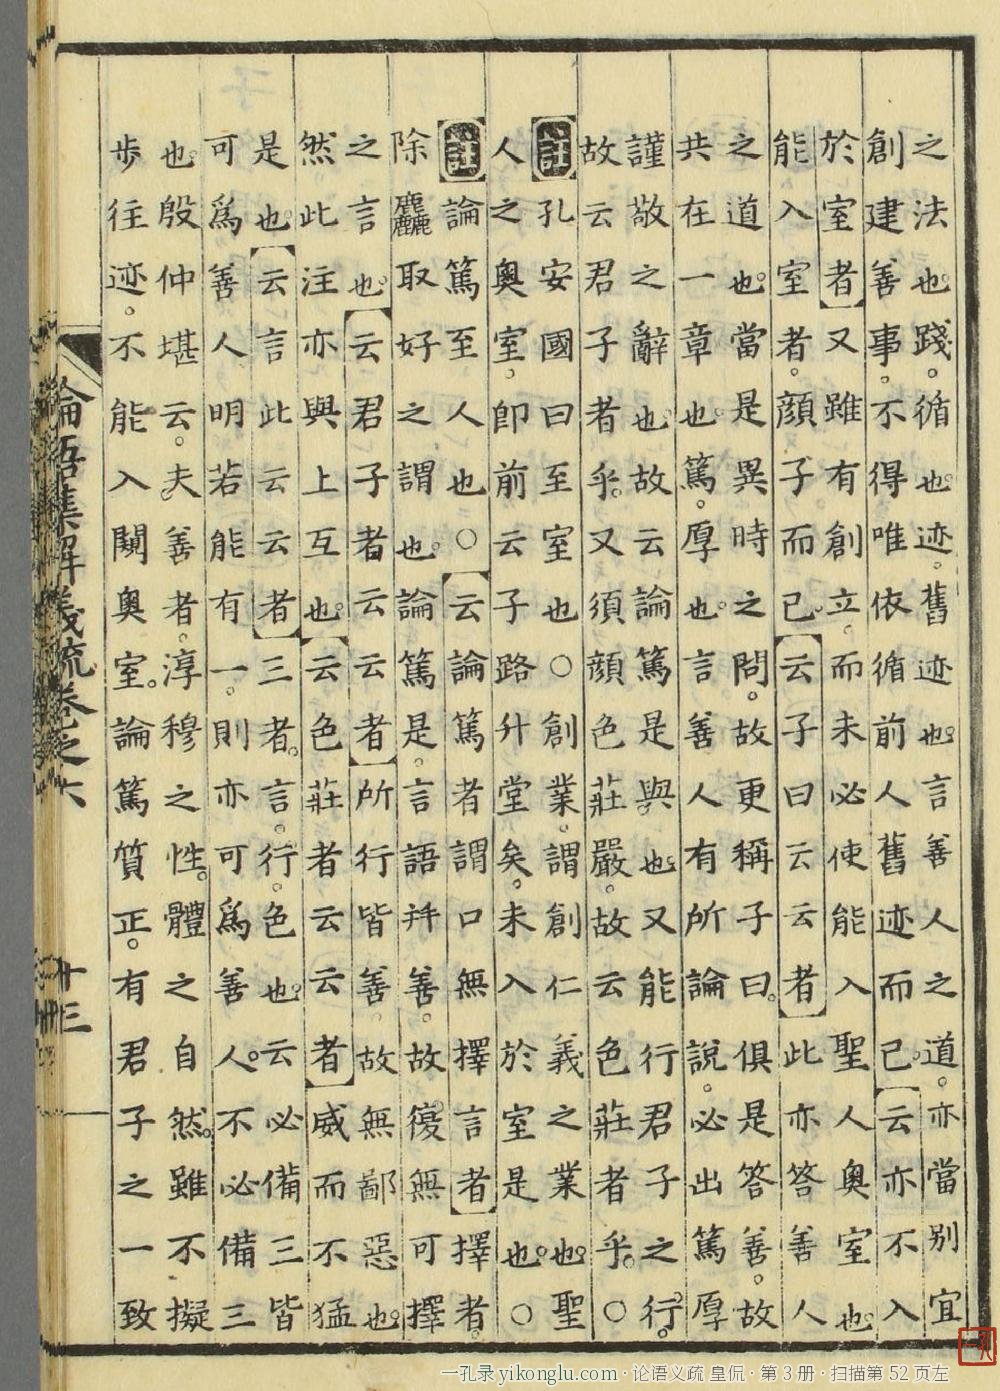 之法也踐。循也。迹。舊迹也。言善人之道。亦當别宜
創建善事。不得唯依循前人舊迹而已。云亦不入
於室者又雖有創立。而未必使能入聖人奥室也。
能入室者。顔子而已。云子曰云云者此亦荅善人
之道也。當是異時之問。故更稱子曰。俱是荅善。故
共在一章也。篤。厚也。言善人有所論說。必出篤厚
謹敬之辭也。故云論篤是與也。又能行君子之行。
故云君子者乎。又須顔色莊嚴。故云色莊者乎。○
註孔安國曰至室也○創業。謂創仁義之業也。聖
人之奥室。卽前云子路升堂矣。未入於室是也。○
註論篤至人也○云論篤者謂口無擇言者擇者。
除麤取好之謂也。論篤是。言語并善。故復無可擇
之言也。云君子者云云者所行皆善。故無鄙惡也。
然此注亦與上互也。云色莊者云云者威而不猛
是也。云言此云云者三者。言。行。色也。云必備三皆
可爲善人明若能有一。則亦可爲善人。不必備三
也。殷仲堪云。夫善者。淳穆之性。體之自然。雖不擬
步往迹。不能入闚奥室。論篤質正。有君子之一致
論語集解義疏卷之六
十三
一孔录 yikonglu.com · 论语义疏 皇侃 · 第 3 册 · 扫描第 52 页左